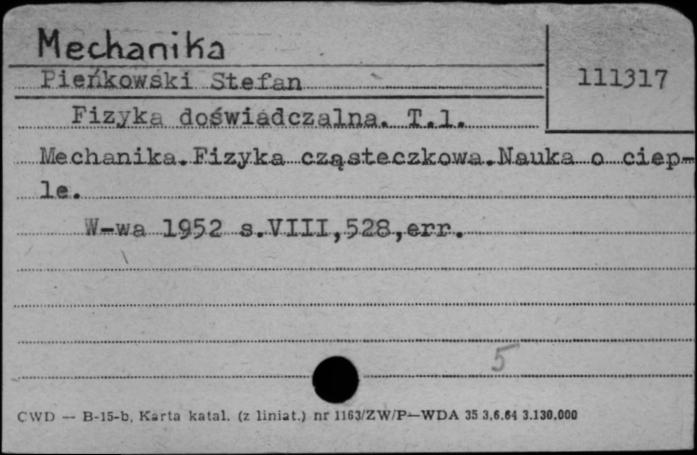 Mechanika
Pieńkowski Stefan
111317
Fizyka doświadczalna. T.1.
Mechanika.Fizyka cząsteczkowa.Nauka o ciep-
le.
W-wa 1952 s.VIII,528,err.
5
CWD — B-15-b, Karta katal. (z liniat.) nr 1163/ZW/P—WDA 35 3.6.64 3.130.000